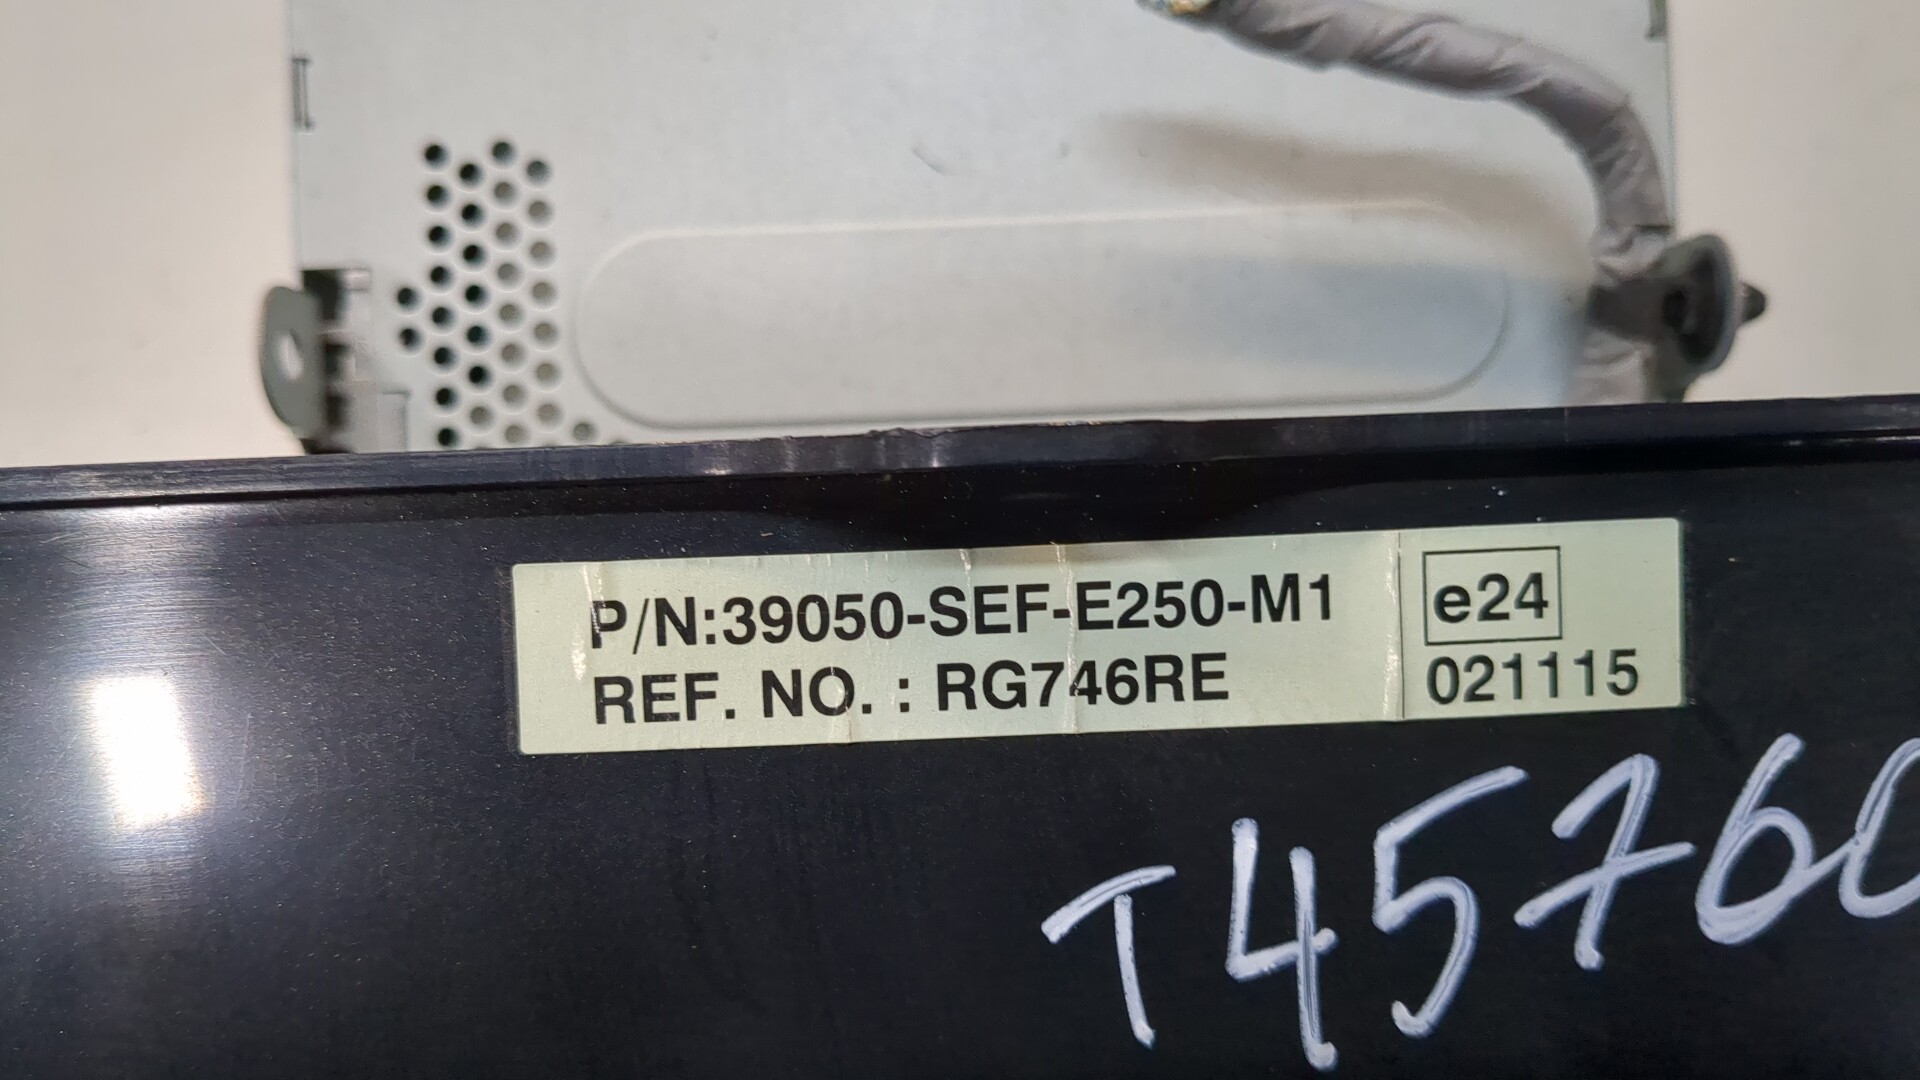 P/N:39050-SEF-E250-M1
REF. NO. : RG746RE
e24
021115
T4576